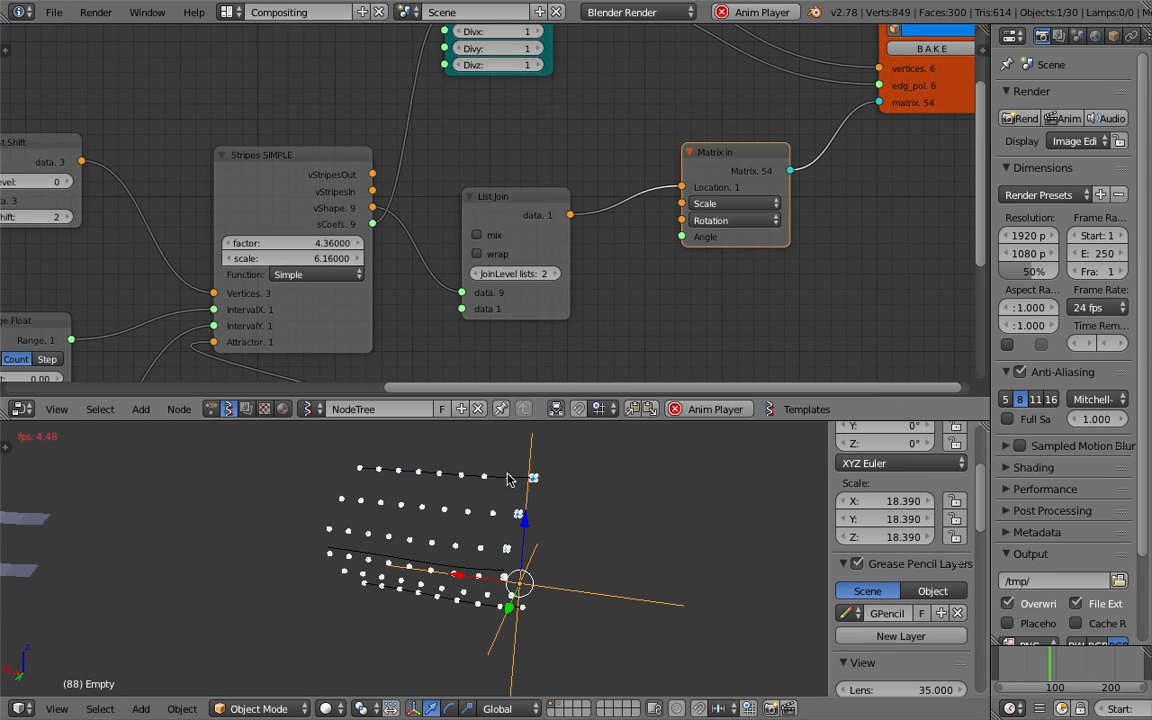 File Render Window Help Compositing Scene Blender Render Anim Player v2.78 | Verts:849 | Faces:300 | Tris:614 | Objects:1/30 | Lamps:0/0 | Me
Divx: 1
Divy: 1
Divz: 1
BAKE
vertices. 6
edg_pol. 6
matrix. 54
st Shift
data. 3
evel: 0
ta. 3
hift: 2
Stripes SIMPLE
vStripesOut
vStripesIn
vShape. 9
sCoefs. 9
factor: 4.36000
scale: 6.16000
Function: Simple
Vertices. 3
IntervalX. 1
IntervalY. 1
Attractor. 1
ge Float
Range. 1
Count Step
0.00
List Join
data. 1
mix
wrap
JoinLevel lists: 2
data. 9
data 1
Matrix in
Matrix. 54
Location. 1
Scale
Rotation
Angle
View Select Add Node NodeTree F Anim Player Templates
fps: 4.48
(88) Empty
Y: 0°
Z: 0°
XYZ Euler
Scale:
X: 18.390
Y: 18.390
Z: 18.390
Grease Pencil Layers
Scene Object
GPencil F
New Layer
View
Lens: 35.000
View Select Add Object Object Mode Global
Scene
Render
Rend Anim Audio
Display Image Edi
Dimensions
Render Presets
Resolution: Frame Ra...
1920 p Start: 1
1080 p E: 250
50% Fra: 1
Aspect Ra... Frame Rate:
:1.000 24 fps
:1.000 Time Rem...
Anti-Aliasing
5 8 11 16 Mitchell-
Full Sa 1.000
Sampled Motion Blur
Shading
Performance
Post Processing
Metadata
Output
/tmp/
Overwri File Ext
Placeho Cache R
100 200
Start: